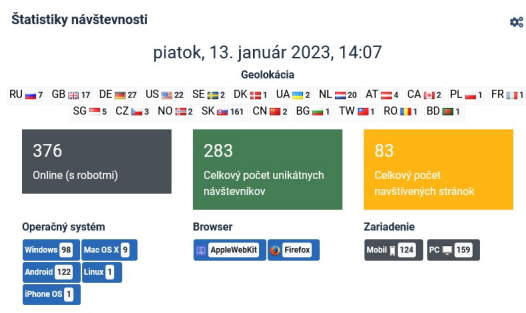 Štatistiky návštevnosti
piatok, 13. január 2023, 14:07
Geolokácia
RU 7 GB 17 DE 27 US 22 SE 2 DK 1 UA 2 NL 20 AT 4 CA 2 PL 1 FR 1
SG 5 CZ 3 NO 2 SK 161 CN 2 BG 1 TW 1 RO 1 BD 1
376
Online (s robotmi)
283
Celkový počet unikátnych
návštevníkov
83
Celkový počet
navštívených stránok
Operačný systém
Windows 98 Mac OS X 9
Android 122 Linux 1
iPhone OS 1
Browser
AppleWebKit Firefox
Zariadenie
Mobil 124 PC 159